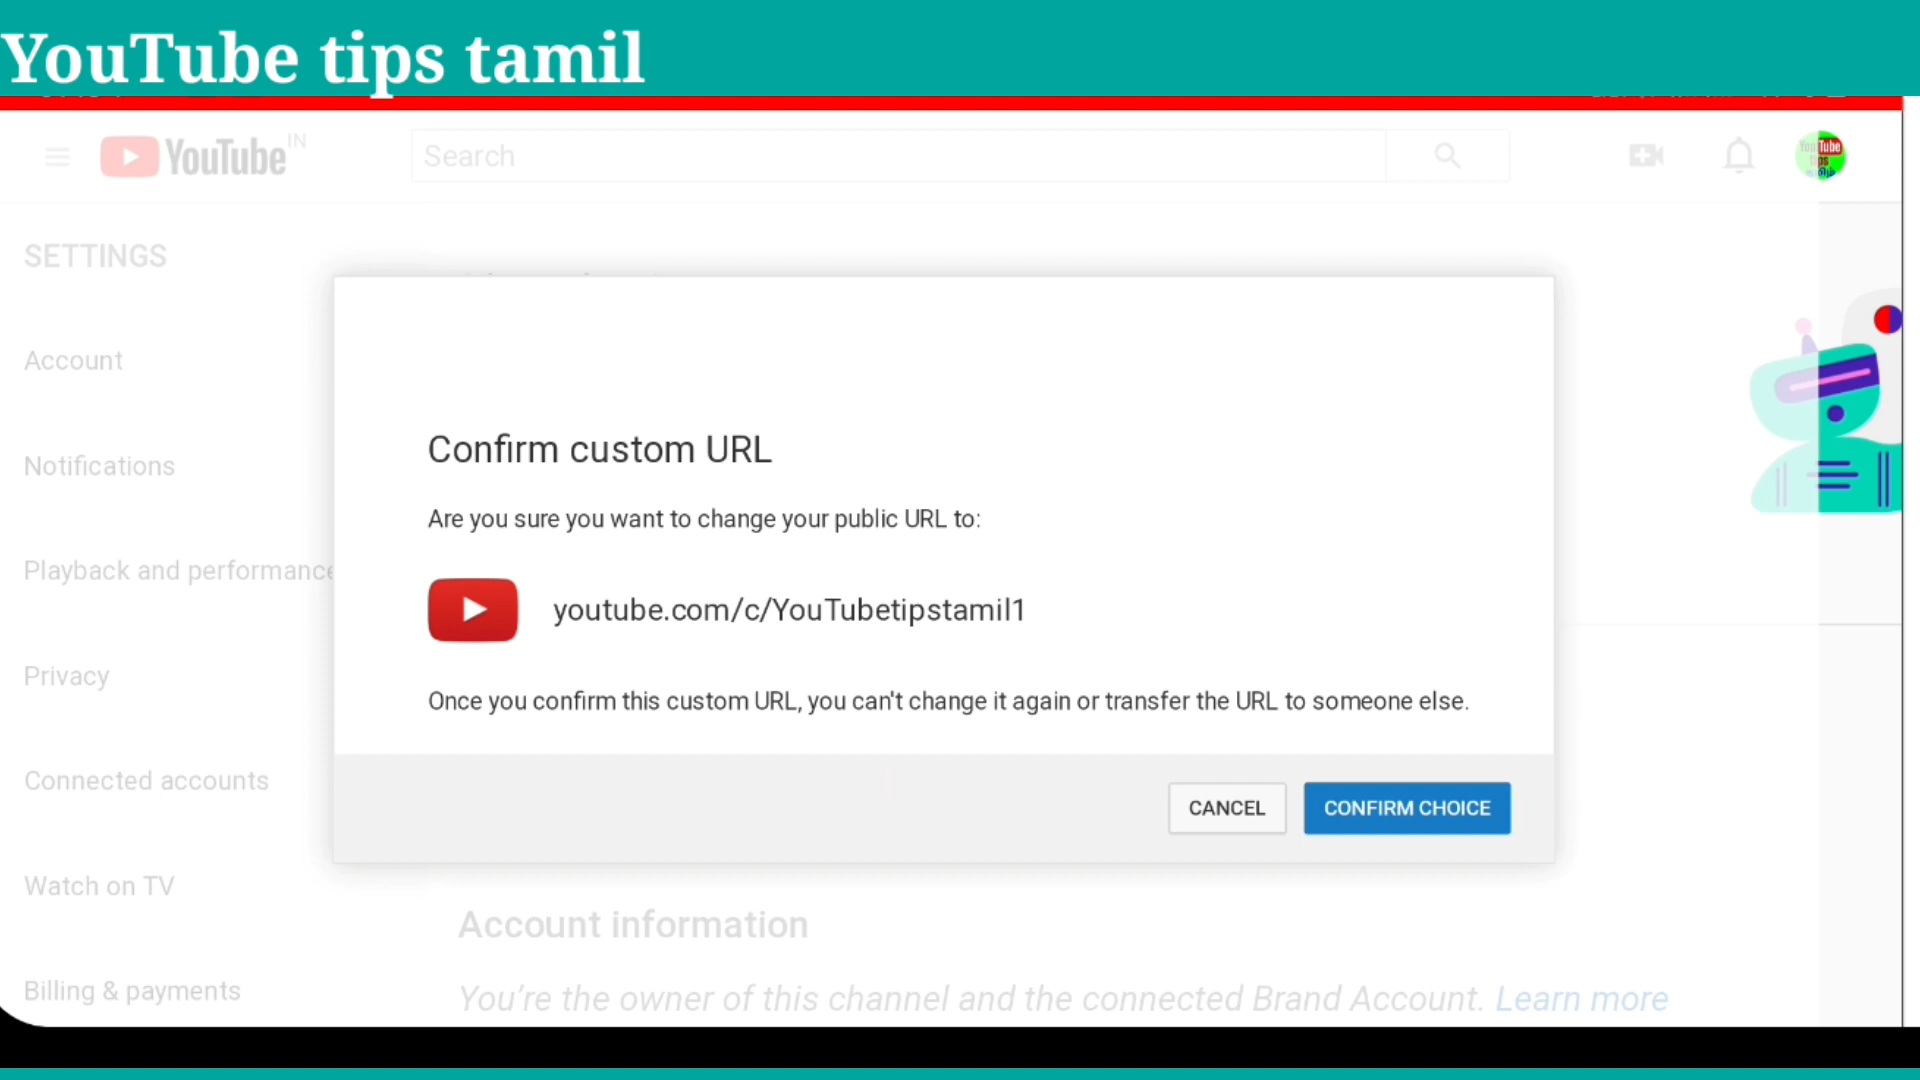 YouTube tips tamil
YouTube IN
Search
SETTINGS
Account
Notifications
Playback and performance
Privacy
Connected accounts
Watch on TV
Billing & payments
Confirm custom URL
Are you sure you want to change your public URL to:
youtube.com/c/YouTubetipstamil1
Once you confirm this custom URL, you can't change it again or transfer the URL to someone else.
CANCEL
CONFIRM CHOICE
Account information
You're the owner of this channel and the connected Brand Account. Learn more